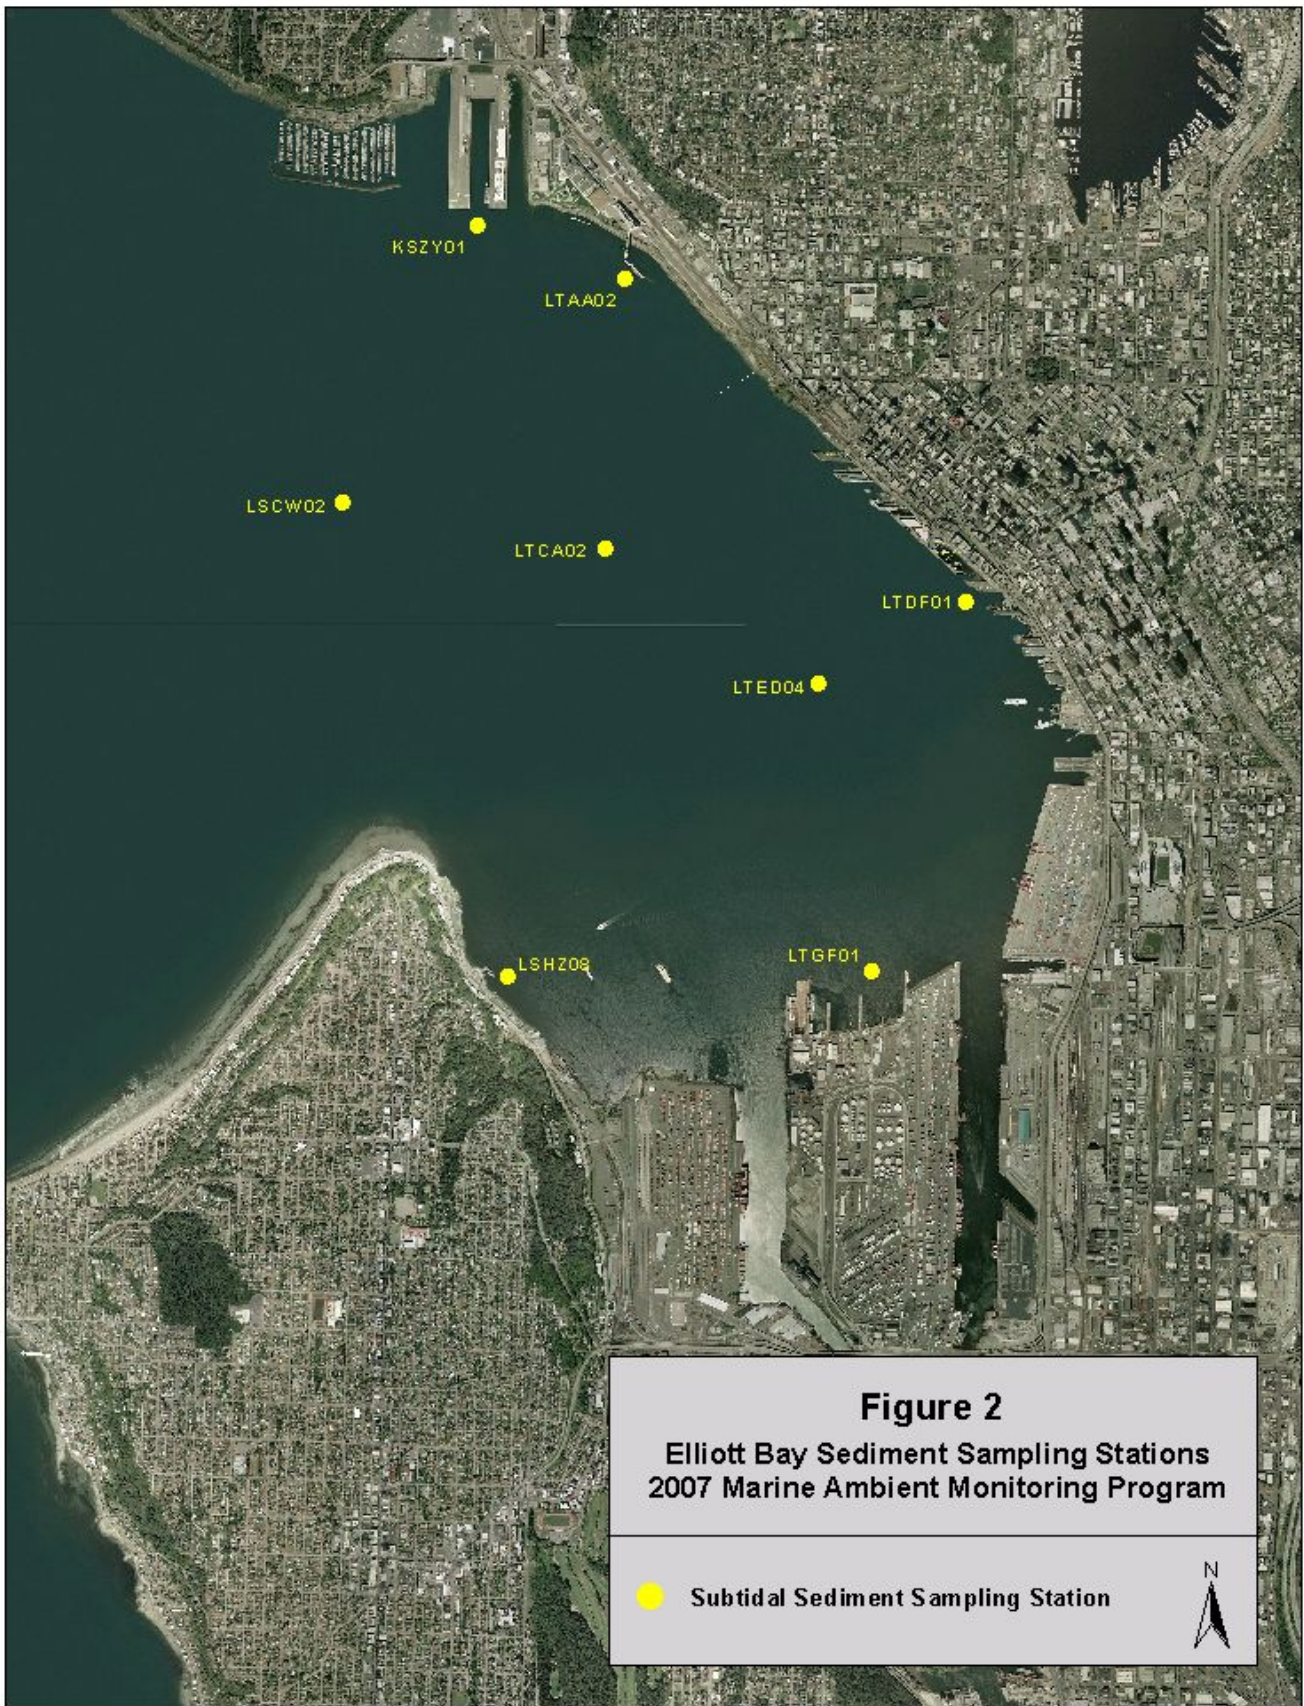 KSZY01
LTAA02
LSCW02
LTCA02
LTDF01
LTED04
LSHZ08
LTGF01
Figure 2
Elliott Bay Sediment Sampling Stations
2007 Marine Ambient Monitoring Program
N
Subtidal Sediment Sampling Station